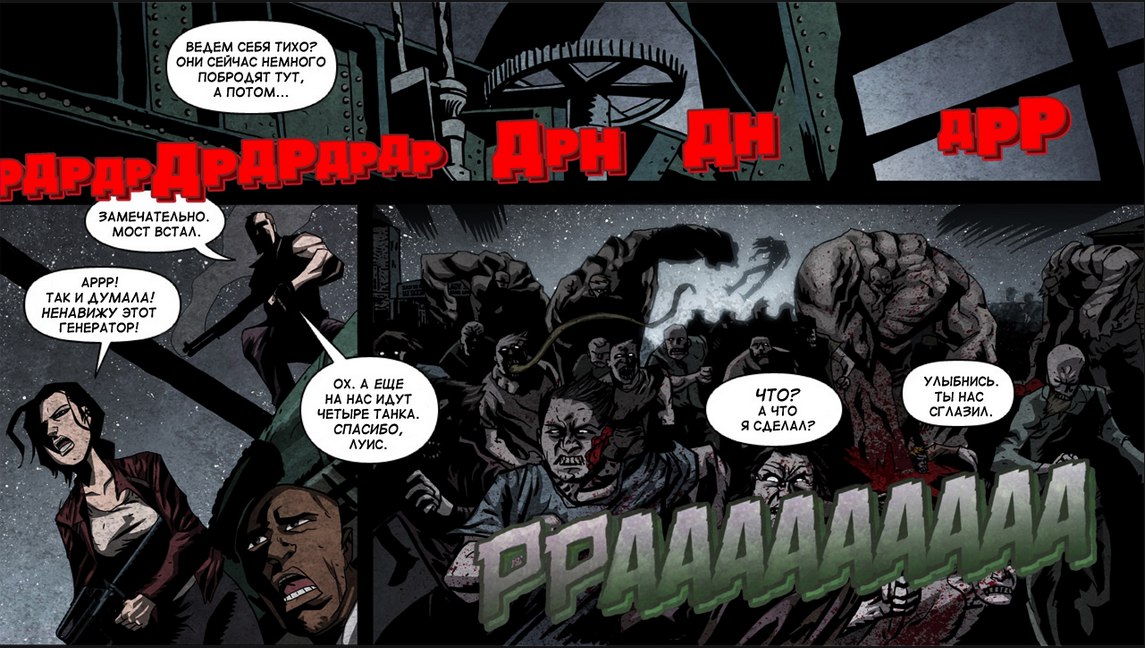 ВЕДЕМ СЕБЯ ТИХО?
ОНИ СЕЙЧАС НЕМНОГО
ПОБРОДЯТ ТУТ,
А ПОТОМ...
РДРДРДРДРДРДРДР ДРН ДН ДРР
ЗАМЕЧАТЕЛЬНО.
МОСТ ВСТАЛ.
АРРР!
ТАК И ДУМАЛА!
НЕНАВИЖУ ЭТОТ
ГЕНЕРАТОР!
ОХ. А ЕЩЕ
НА НАС ИДУТ
ЧЕТЫРЕ ТАНКА.
СПАСИБО,
ЛУИС.
ЧТО?
А ЧТО
Я СДЕЛАЛ?
УЛЫБНИСЬ.
ТЫ НАС
СГЛАЗИЛ.
РРАААААААААА